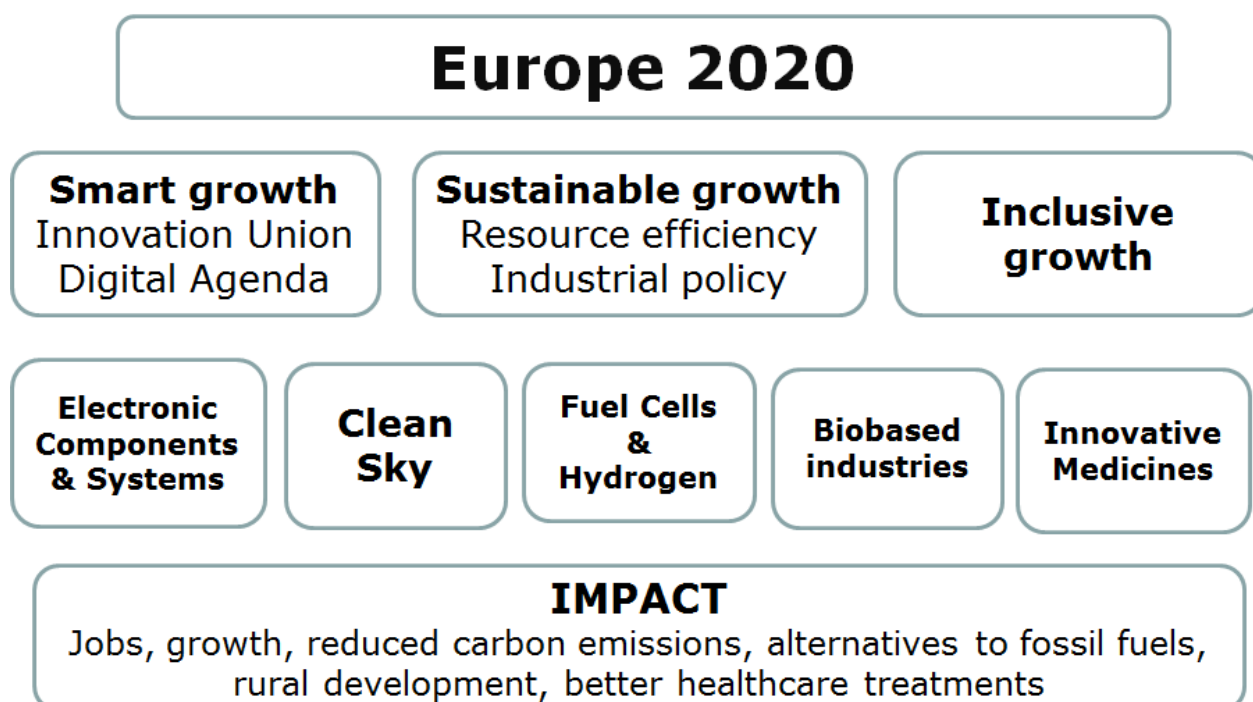 Europe 2020
Smart growth
Innovation Union
Digital Agenda
Sustainable growth
Resource efficiency
Industrial policy
Inclusive
growth
Electronic
Components
& Systems
Clean
Sky
Fuel Cells
&
Hydrogen
Biobased
industries
Innovative
Medicines
IMPACT
Jobs, growth, reduced carbon emissions, alternatives to fossil fuels,
rural development, better healthcare treatments